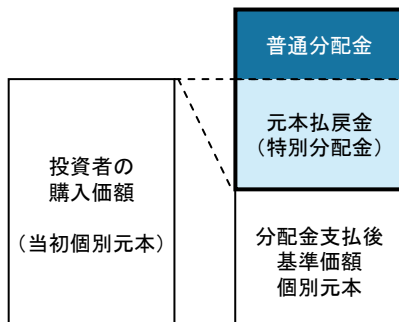 普通分配金
元本払戻金
（特別分配金）
投資者の
購入価額
（当初個別元本）
分配金支払後
基準価額
個別元本